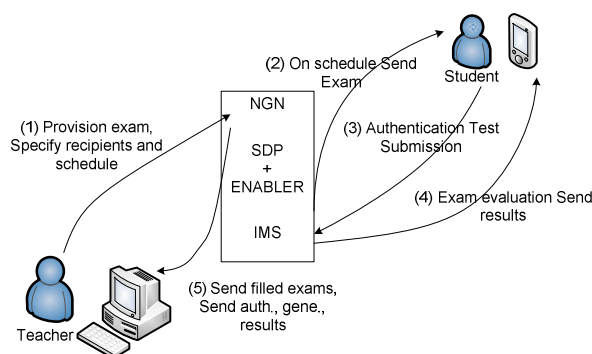 (1) Provision exam,
Specify recipients and
schedule
Teacher
NGN
SDP
+
ENABLER
IMS
(2) On schedule Send
Exam
Student
(3) Authentication Test
Submission
(4) Exam evaluation Send
results
(5) Send filled exams,
Send auth., gene.,
results